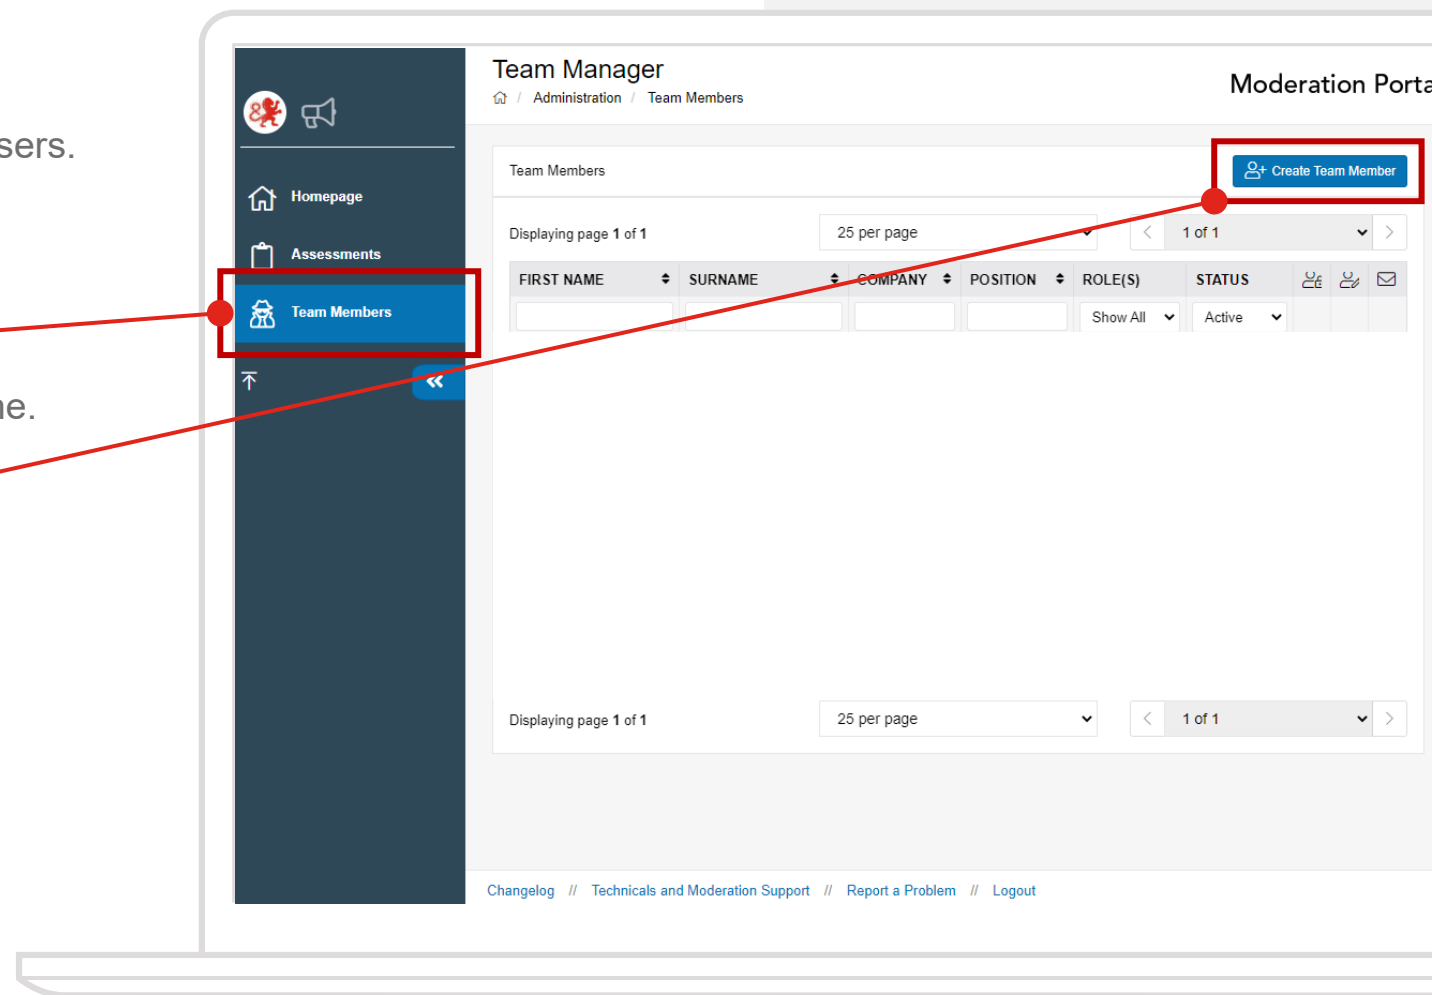 sers.
ne.
Team Manager
/ Administration / Team Members
Moderation Porta
&
Homepage
Assessments
Team Members
Team Members
Create Team Member
Displaying page 1 of 1
25 per page
1 of 1
FIRST NAME SURNAME COMPANY POSITION ROLE(S) STATUS
Show All Active
Displaying page 1 of 1
25 per page
1 of 1
Changelog // Technicals and Moderation Support // Report a Problem // Logout